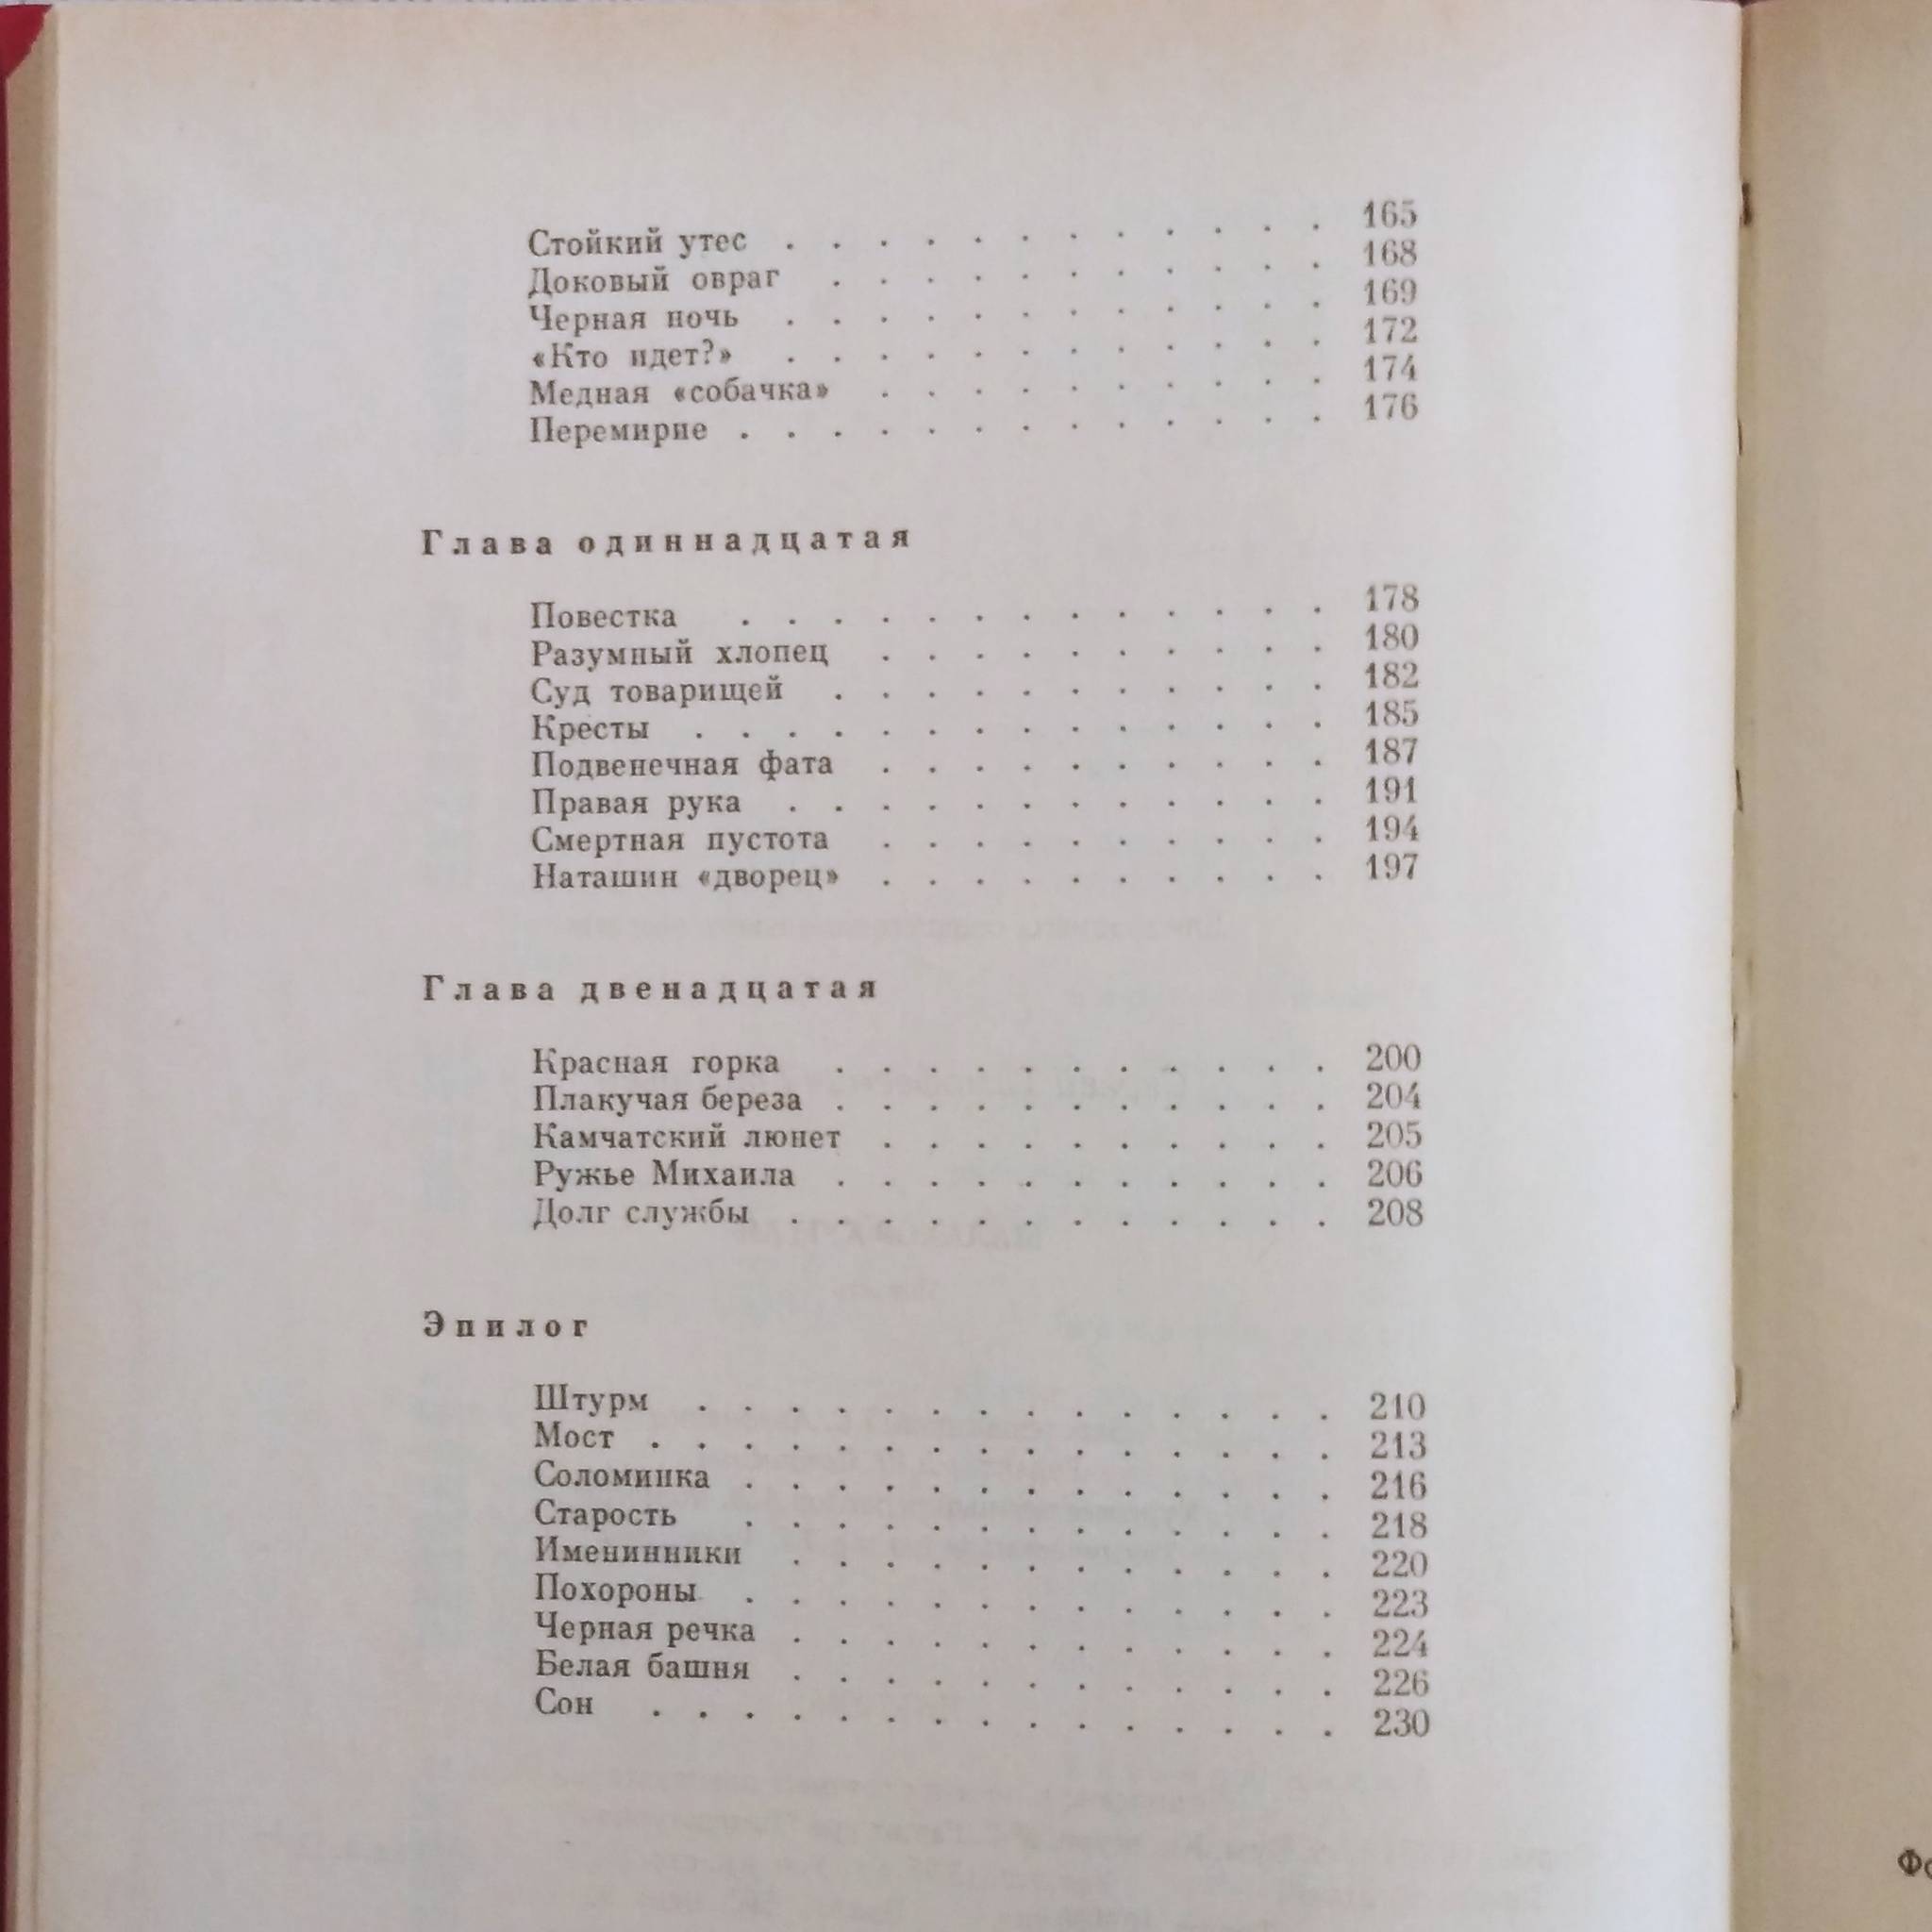 Стойкий утес . . . . . . . . . . . . 165
Доковый овраг . . . . . . . . . . . 168
Черная ночь . . . . . . . . . . . . 169
«Кто идет?» . . . . . . . . . . . . 172
Медная «собачка» . . . . . . . . . . 174
Перемирие . . . . . . . . . . . . . 176
Глава одиннадцатая
Повестка . . . . . . . . . . . . . 178
Разумный хлопец . . . . . . . . . . 180
Суд товарищей . . . . . . . . . . . 182
Кресты . . . . . . . . . . . . . . 185
Подвенечная фата . . . . . . . . . . 187
Правая рука . . . . . . . . . . . . 191
Смертная пустота . . . . . . . . . . 194
Наташин «дворец» . . . . . . . . . . 197
Глава двенадцатая
Красная горка . . . . . . . . . . . 200
Плакучая береза . . . . . . . . . . . 204
Камчатский люнет . . . . . . . . . . 205
Ружье Михаила . . . . . . . . . . . 206
Долг службы . . . . . . . . . . . . 208
Эпилог
Штурм . . . . . . . . . . . . . . 210
Мост . . . . . . . . . . . . . . . 213
Соломинка . . . . . . . . . . . . . 216
Старость . . . . . . . . . . . . . 218
Именинники . . . . . . . . . . . . 220
Похороны . . . . . . . . . . . . . 223
Черная речка . . . . . . . . . . . . 224
Белая башня . . . . . . . . . . . . 226
Сон . . . . . . . . . . . . . . . 230